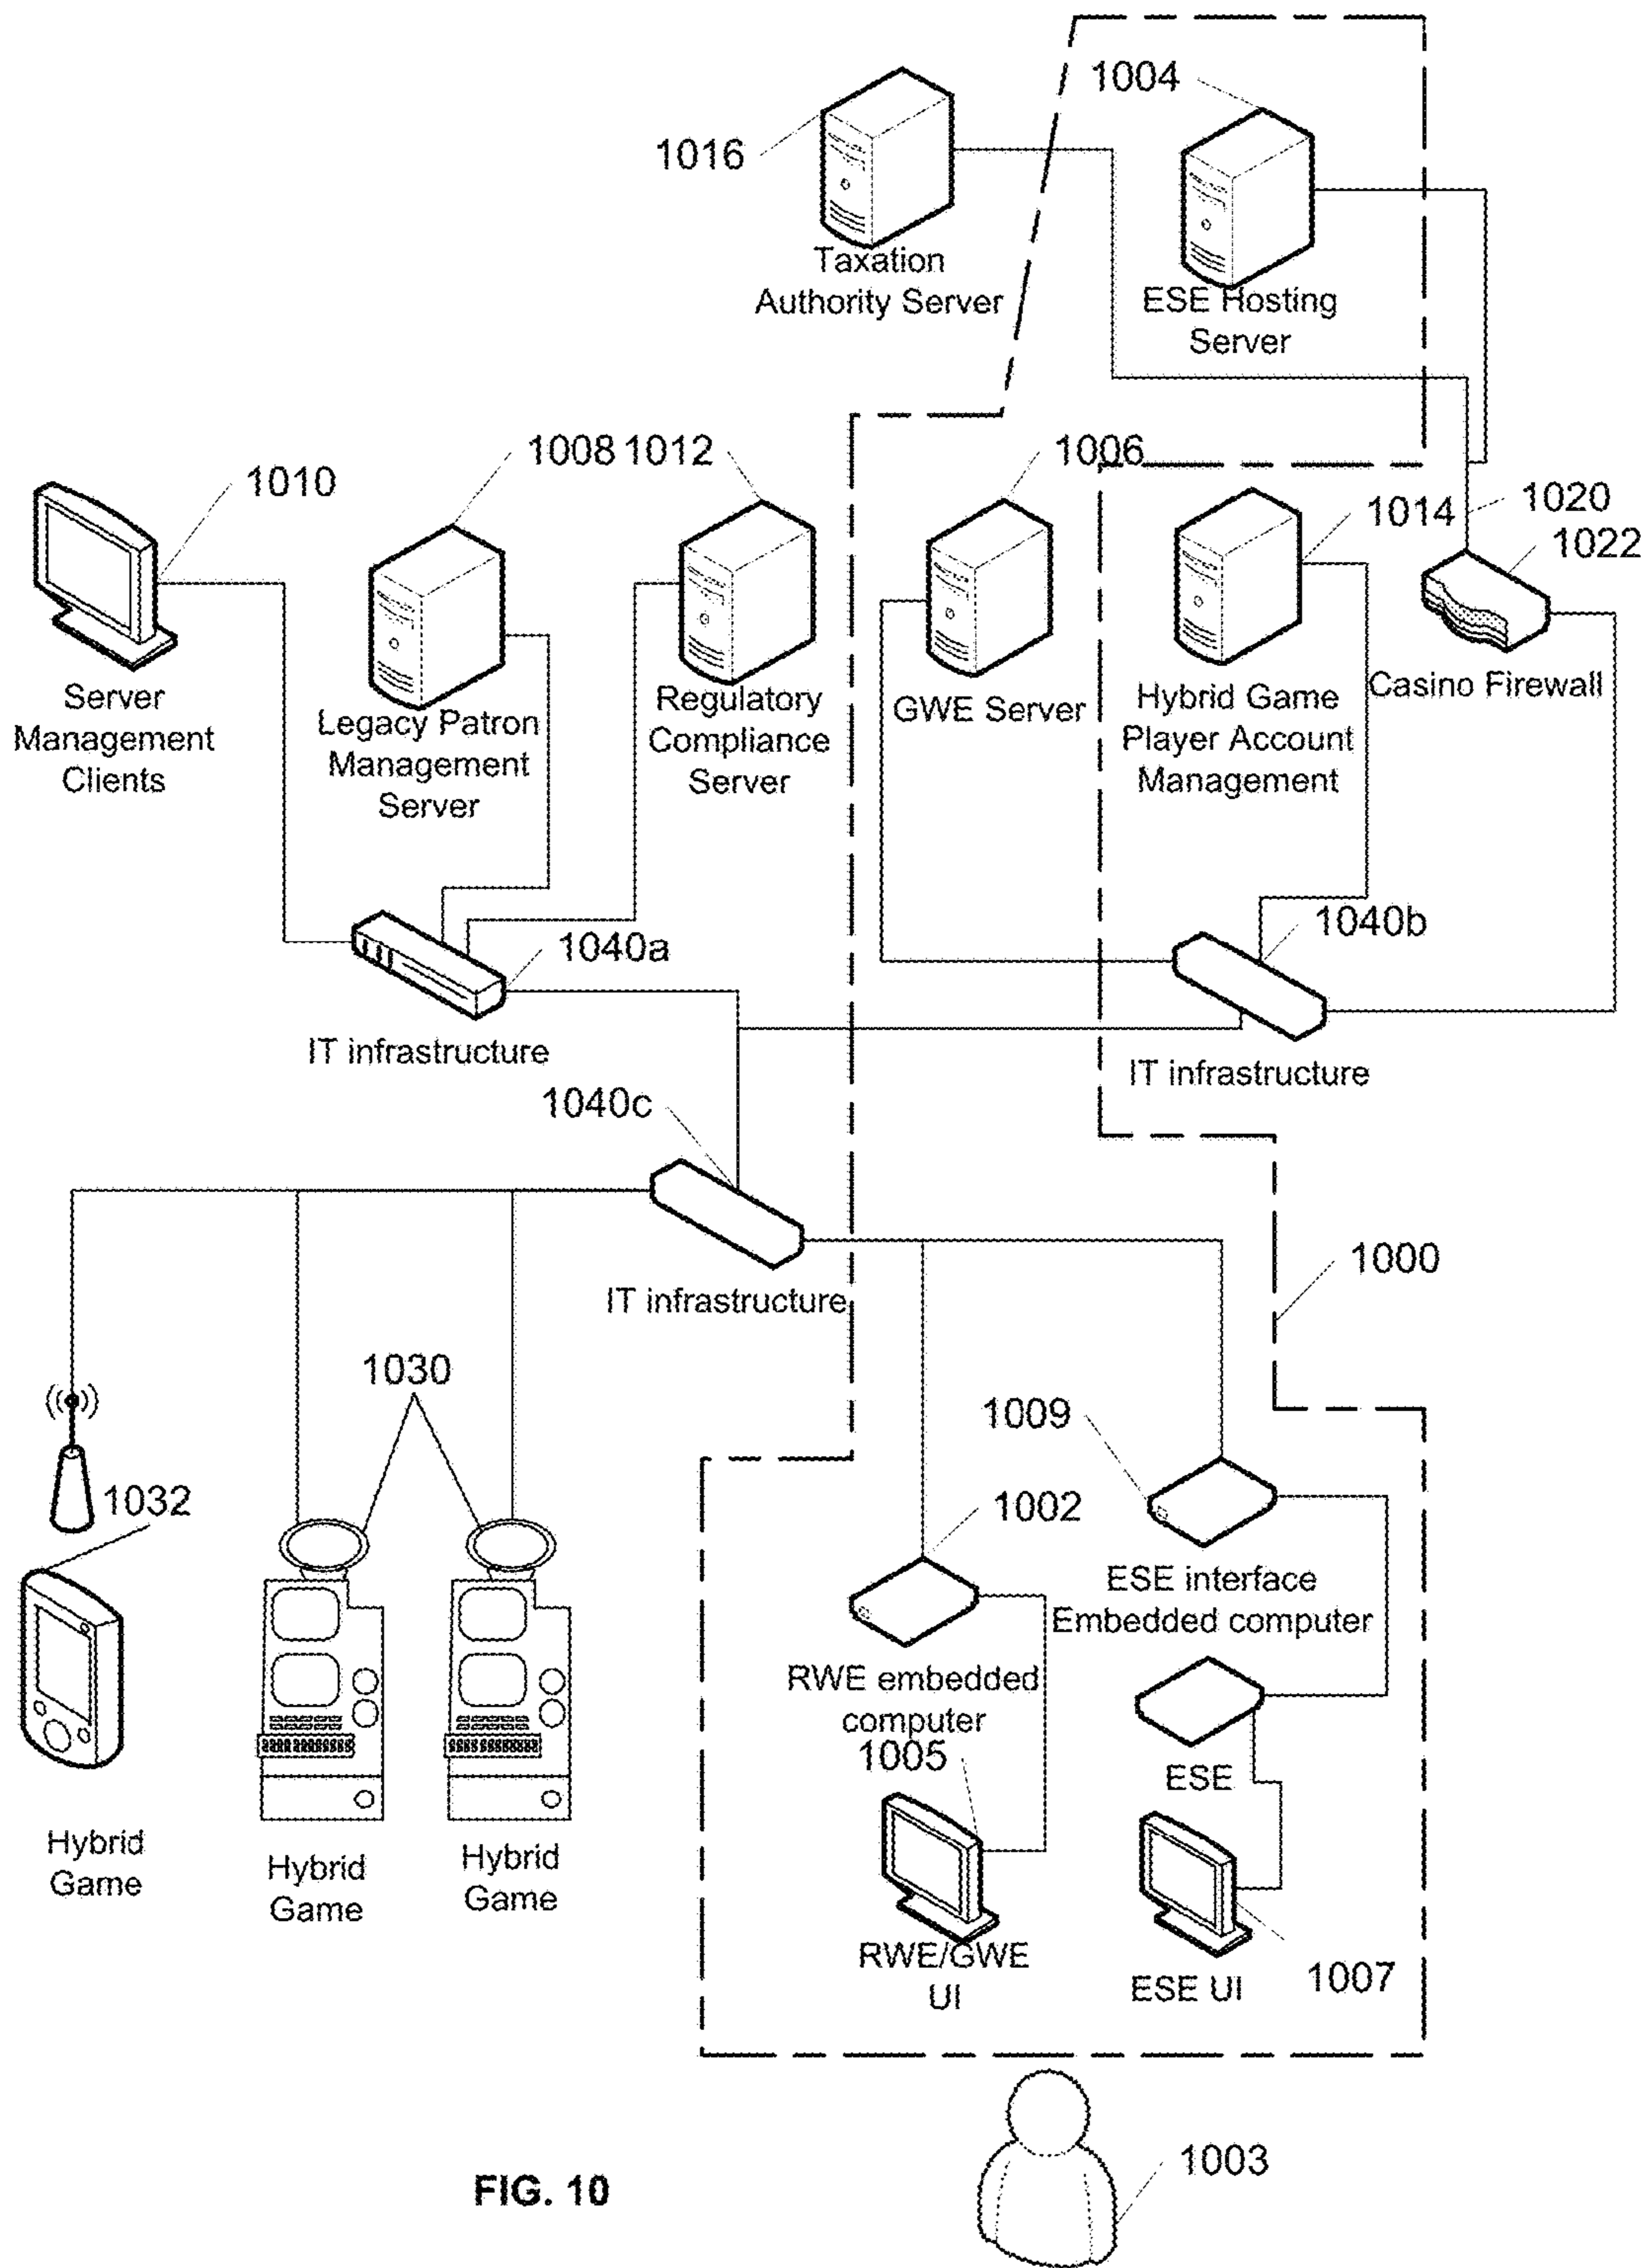 1004
1016
Taxation
Authority Server
ESE Hosting
Server
1008
1012
1006
1010
1014
1020
1022
Server
Management
Clients
Legacy Patron
Management
Server
Regulatory
Compliance
Server
GWE Server
Hybrid Game
Player Account
Management
Casino Firewall
1040a
1040b
IT infrastructure
IT infrastructure
1040c
IT infrastructure
1000
1030
1009
1032
1002
ESE interface
Embedded computer
RWE embedded
computer
1005
ESE
Hybrid
Game
Hybrid
Game
Hybrid
Game
RWE/GWE
UI
ESE UI
1007
1003
FIG. 10